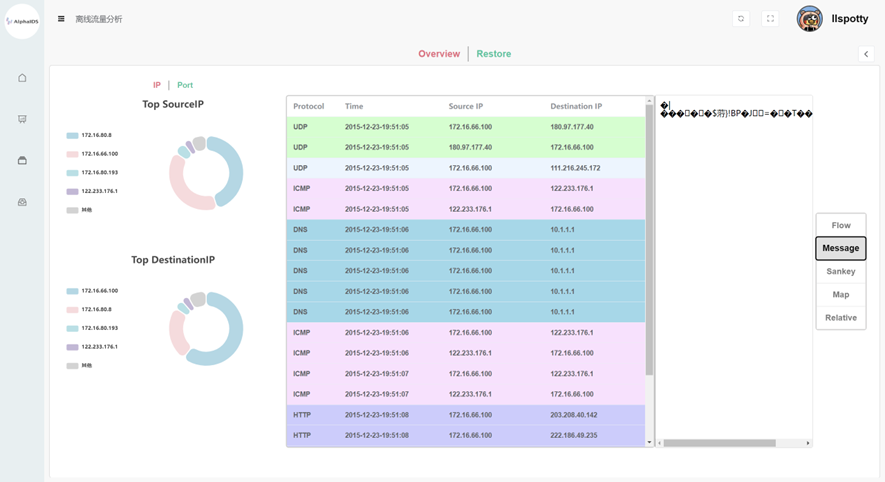 AlphaIDS
离线流量分析
llspotty
Overview
Restore
IP
Port
Top SourceIP
172.16.80.8
172.16.66.100
172.16.80.193
122.233.176.1
其他
Top DestinationIP
172.16.66.100
172.16.80.8
172.16.80.193
122.233.176.1
其他
Protocol Time Source IP Destination IP
UDP 2015-12-23-19:51:05 172.16.66.100 180.97.177.40
UDP 2015-12-23-19:51:05 180.97.177.40 172.16.66.100
UDP 2015-12-23-19:51:05 172.16.66.100 111.216.245.172
ICMP 2015-12-23-19:51:05 172.16.66.100 122.233.176.1
ICMP 2015-12-23-19:51:05 122.233.176.1 172.16.66.100
DNS 2015-12-23-19:51:06 172.16.66.100 10.1.1.1
DNS 2015-12-23-19:51:06 172.16.66.100 10.1.1.1
DNS 2015-12-23-19:51:06 172.16.66.100 10.1.1.1
DNS 2015-12-23-19:51:06 172.16.66.100 10.1.1.1
DNS 2015-12-23-19:51:06 172.16.66.100 10.1.1.1
ICMP 2015-12-23-19:51:06 172.16.66.100 122.233.176.1
ICMP 2015-12-23-19:51:06 122.233.176.1 172.16.66.100
ICMP 2015-12-23-19:51:07 172.16.66.100 122.233.176.1
ICMP 2015-12-23-19:51:07 122.233.176.1 172.16.66.100
HTTP 2015-12-23-19:51:08 172.16.66.100 203.208.40.142
HTTP 2015-12-23-19:51:08 172.16.66.100 222.186.49.235
Flow
Message
Sankey
Map
Relative